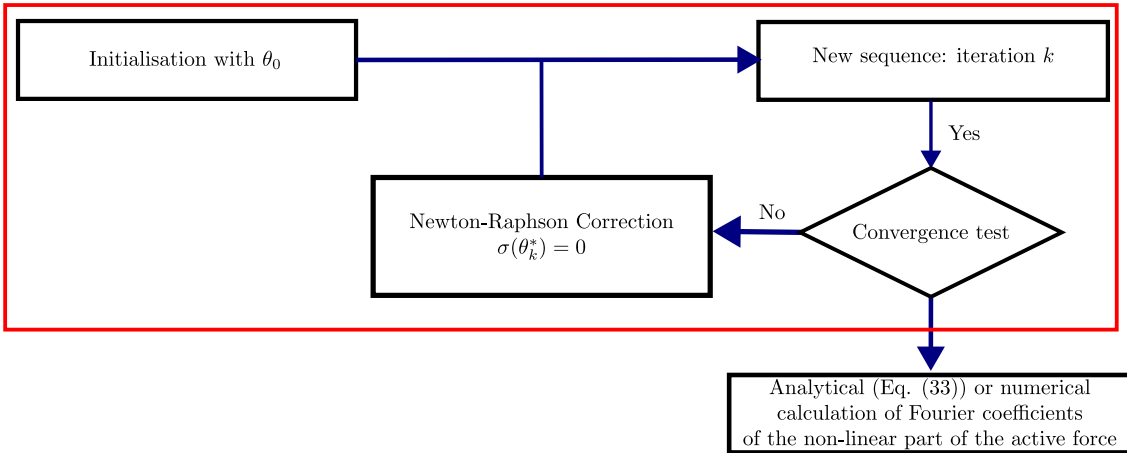 Initialisation with θ₀
New sequence: iteration k
Yes
No
Convergence test
Newton-Raphson Correction
σ(θ*ₖ) = 0
Analytical (Eq. (33)) or numerical
calculation of Fourier coefficients
of the non-linear part of the active force